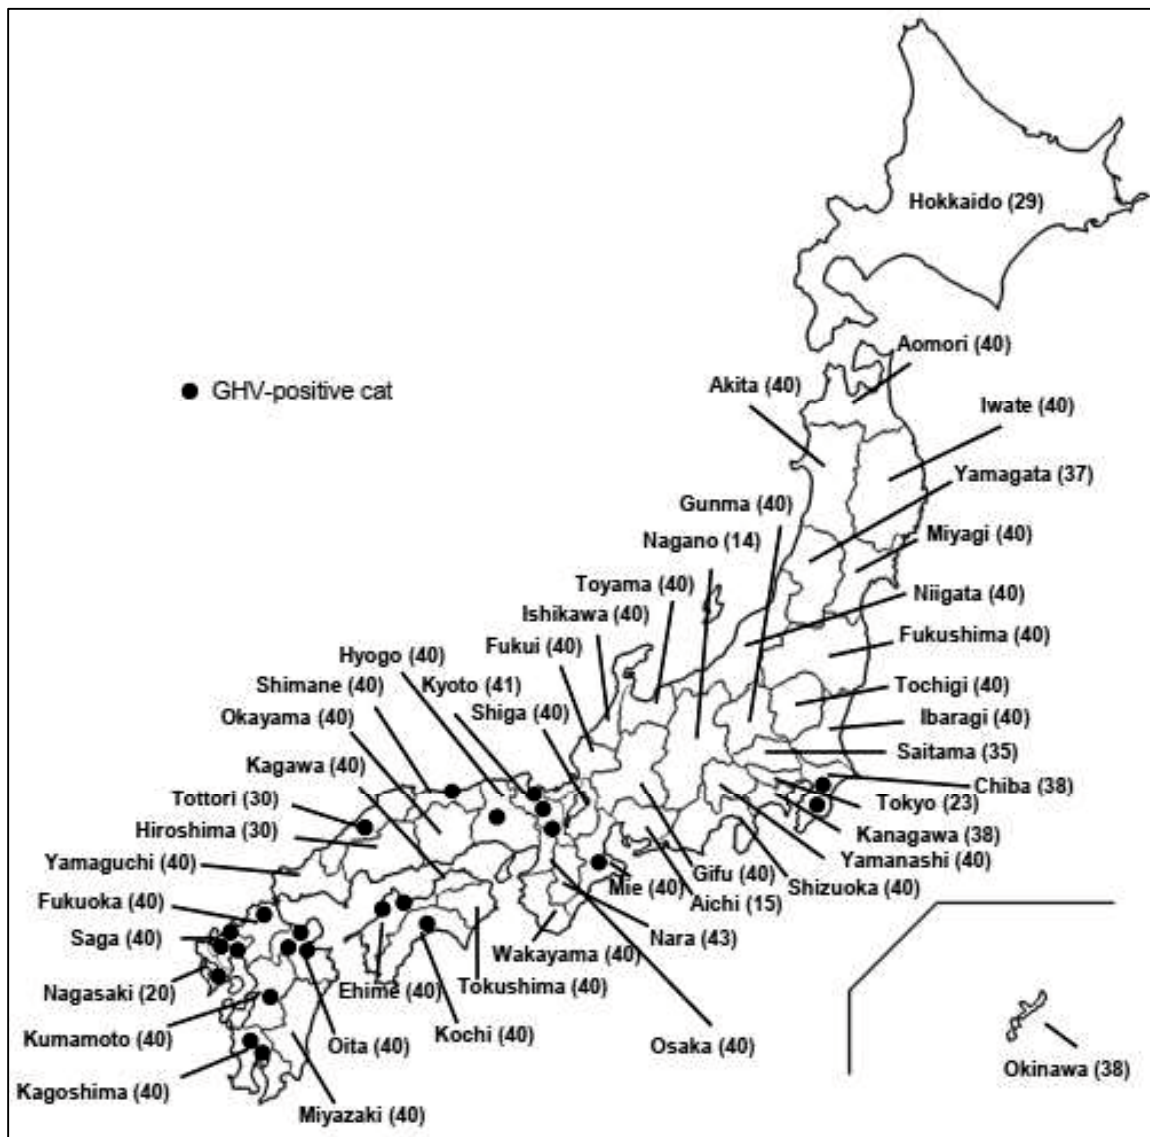 Hokkaido (29)
Aomori (40)
Akita (40)
● GHV-positive cat
Iwate (40)
Yamagata (37)
Gunma (40)
Miyagi (40)
Nagano (14)
Toyama (40)
Niigata (40)
Ishikawa (40)
Fukushima (40)
Fukui (40)
Hyogo (40)
Kyoto (41)
Shimane (40)
Tochigi (40)
Shiga (40)
Okayama (40)
Ibaragi (40)
Saitama (35)
Kagawa (40)
Chiba (38)
Tottori (30)
Tokyo (23)
Hiroshima (30)
Kanagawa (38)
Yamaguchi (40)
Yamanashi (40)
Gifu (40)
Mie (40)
Shizuoka (40)
Fukuoka (40)
Aichi (15)
Saga (40)
Nara (43)
Wakayama (40)
Nagasaki (20)
Ehime (40)
Tokushima (40)
Kumamoto (40)
Oita (40)
Kochi (40)
Osaka (40)
Okinawa (38)
Kagoshima
(40)
Miyazaki (40)